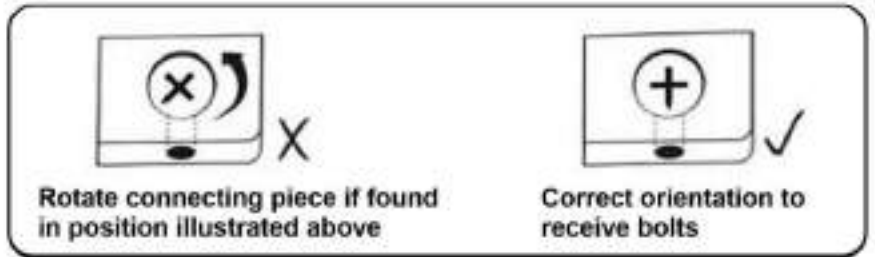 Rotate connecting piece if found
in position illustrated above
Correct orientation to
receive bolts